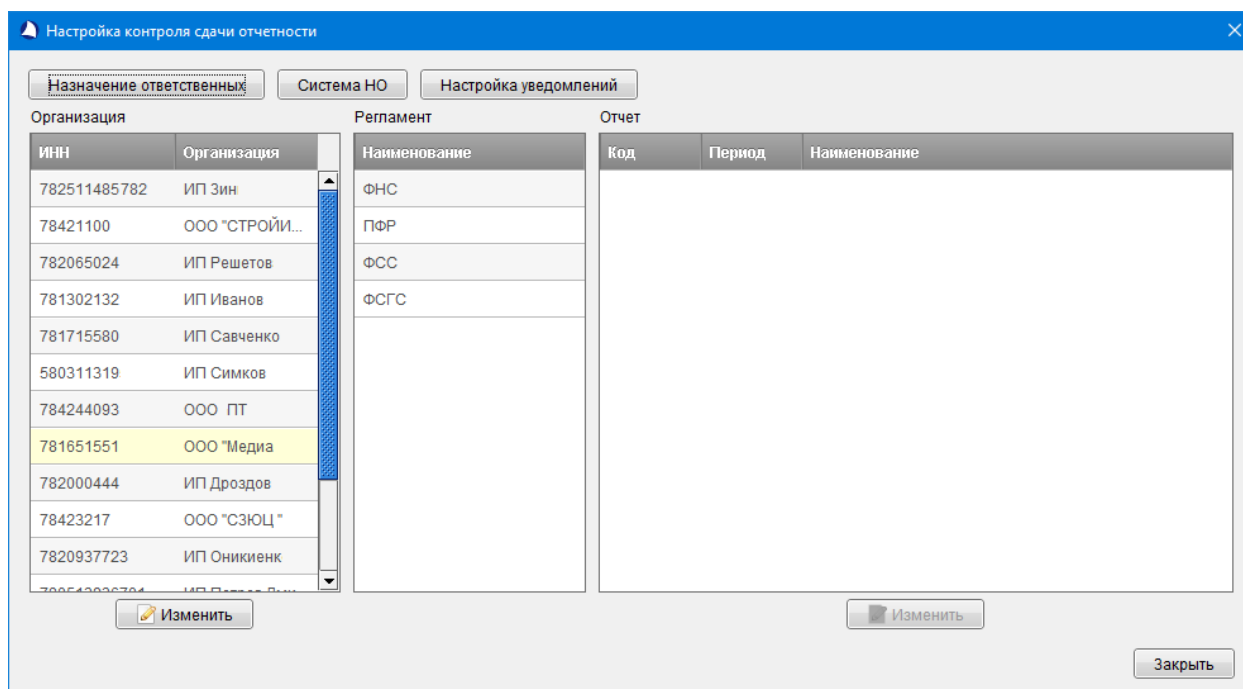 Настройка контроля сдачи отчетности
Назначение ответственных Система НО Настройка уведомлений
Организация Регламент Отчет
ИНН Организация Наименование Код Период Наименование
782511485782 ИП Зин ФНС
78421100 ООО "СТРОЙИ... ПФР
782065024 ИП Решетов ФСС
781302132 ИП Иванов ФСГС
781715580 ИП Савченко
580311319 ИП Симков
784244093 ООО ПТ
781651551 ООО "Медиа
782000444 ИП Дроздов
78423217 ООО "СЗЮЦ "
7820937723 ИП Оникиенк
Изменить Изменить
Закрыть